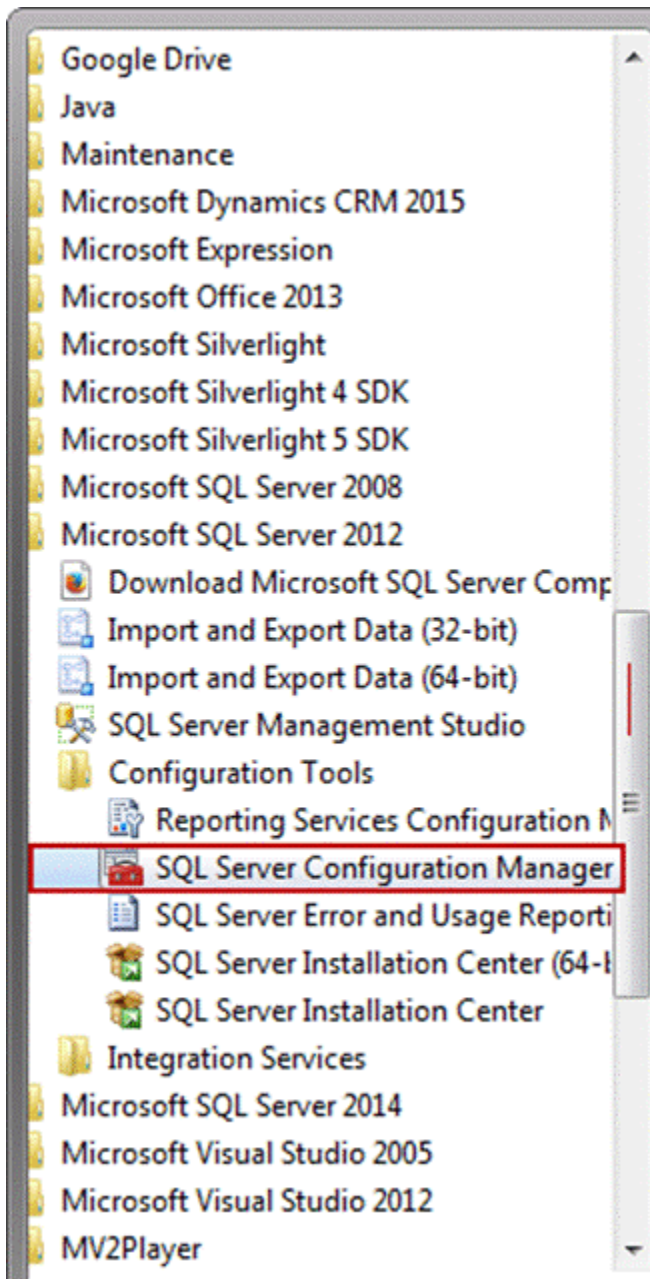 Google Drive
Java
Maintenance
Microsoft Dynamics CRM 2015
Microsoft Expression
Microsoft Office 2013
Microsoft Silverlight
Microsoft Silverlight 4 SDK
Microsoft Silverlight 5 SDK
Microsoft SQL Server 2008
Microsoft SQL Server 2012
Download Microsoft SQL Server Comp
Import and Export Data (32-bit)
Import and Export Data (64-bit)
SQL Server Management Studio
Configuration Tools
Reporting Services Configuration
SQL Server Configuration Manager
SQL Server Error and Usage Reporti
SQL Server Installation Center (64-
SQL Server Installation Center
Integration Services
Microsoft SQL Server 2014
Microsoft Visual Studio 2005
Microsoft Visual Studio 2012
MV2Player